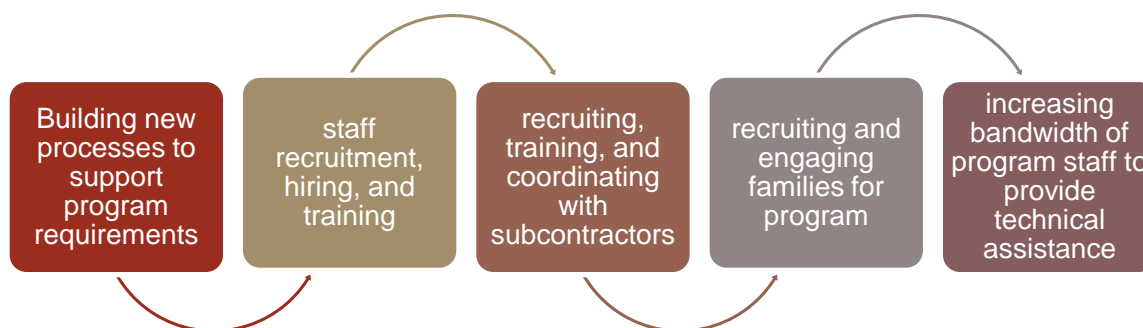 Building new
processes to
support
program
requirements
staff
recruitment,
hiring, and
training
recruiting,
training, and
coordinating
with
subcontractors
recruiting and
engaging
families for
program
increasing
bandwidth of
program staff to
provide
technical
assistance